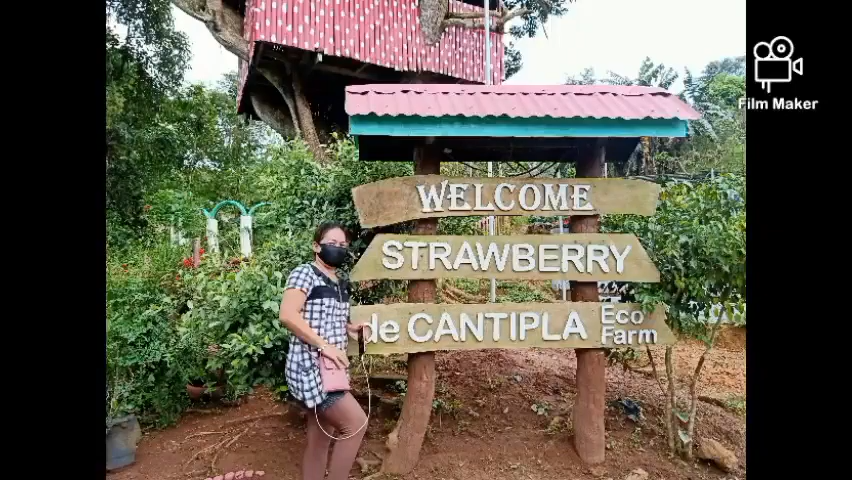 Film Maker
WELCOME
STRAWBERRY
de CANTIPLA Eco
Farm